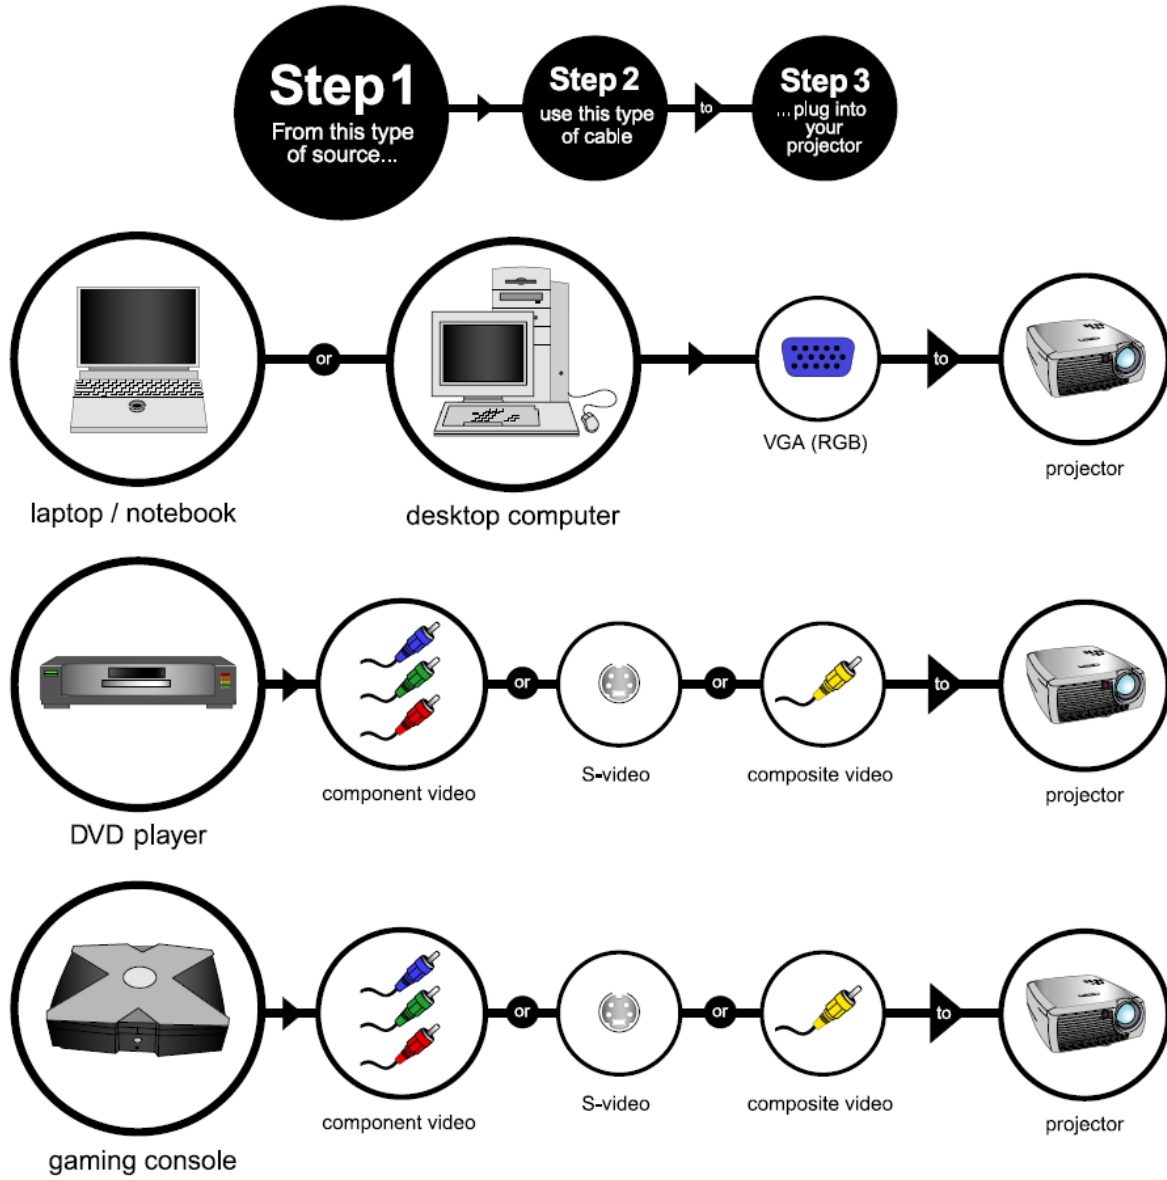 Step 1
From this type
of source...
Step 2
use this type
of cable
to
Step 3
...plug into
your
projector
or
to
VGA (RGB)
projector
laptop / notebook
desktop computer
or
or
to
component video
S-video
composite video
projector
DVD player
or
or
to
component video
S-video
composite video
projector
gaming console